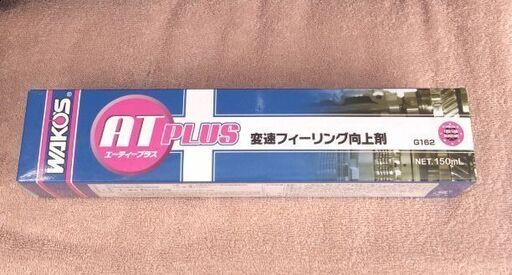 WAKO'S
AT PLUS
エーティープラス
変速フィーリング向上剤
G162
NET.150mL